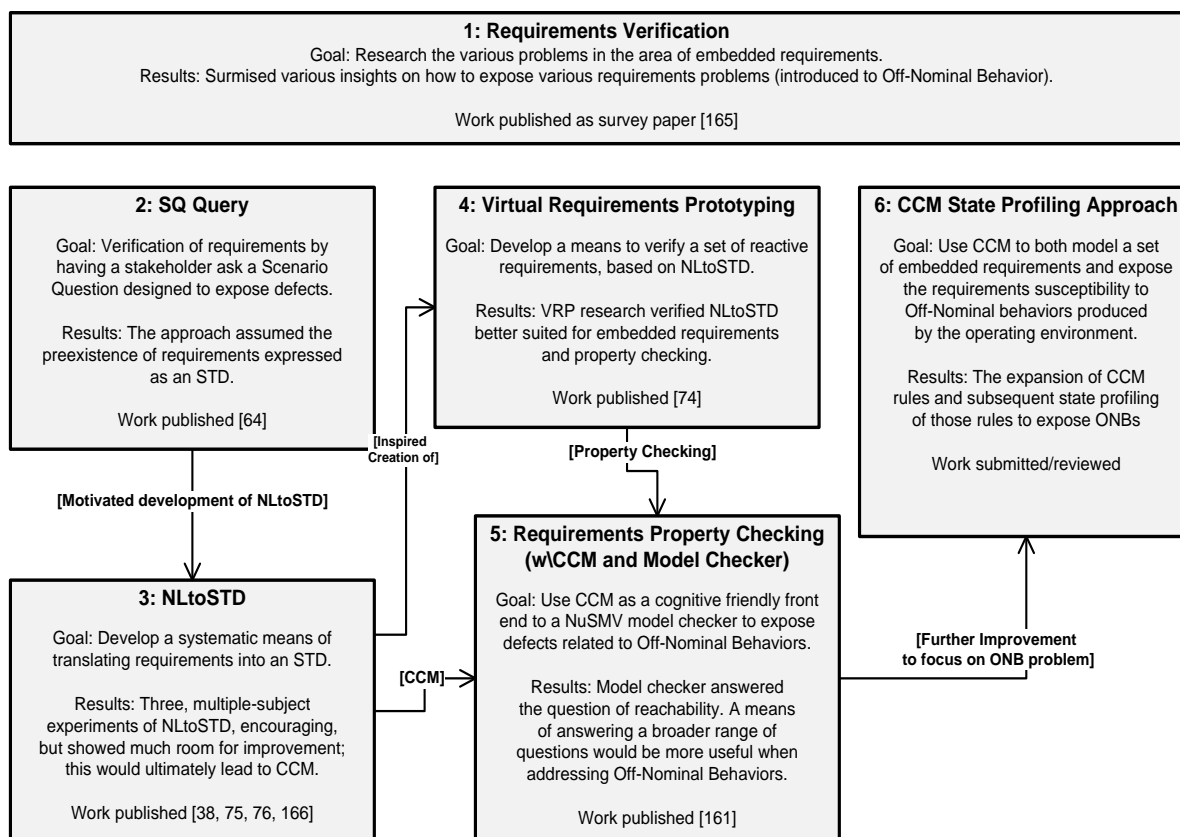 1: Requirements Verification
Goal: Research the various problems in the area of embedded requirements.
Results: Surmised various insights on how to expose various requirements problems (introduced to Off-Nominal Behavior).
Work published as survey paper [165]
2: SQ Query
Goal: Verification of requirements by
having a stakeholder ask a Scenario
Question designed to expose defects.
Results: The approach assumed the
preexistence of requirements expressed
as an STD.
Work published [64]
[Motivated development of NLtoSTD]
3: NLtoSTD
Goal: Develop a systematic means of
translating requirements into an STD.
Results: Three, multiple-subject
experiments of NLtoSTD, encouraging,
but showed much room for improvement;
this would ultimately lead to CCM.
Work published [38, 75, 76, 166]
[Inspired
Creation of]
[CCM]
4: Virtual Requirements Prototyping
Goal: Develop a means to verify a set of reactive
requirements, based on NLtoSTD.
Results: VRP research verified NLtoSTD
better suited for embedded requirements
and property checking.
Work published [74]
[Property Checking]
5: Requirements Property Checking
(w\CCM and Model Checker)
Goal: Use CCM as a cognitive friendly front
end to a NuSMV model checker to expose
defects related to Off-Nominal Behaviors.
Results: Model checker answered
the question of reachability. A means
of answering a broader range of
questions would be more useful when
addressing Off-Nominal Behaviors.
Work published [161]
[Further Improvement
to focus on ONB problem]
6: CCM State Profiling Approach
Goal: Use CCM to both model a set
of embedded requirements and expose
the requirements susceptibility to
Off-Nominal behaviors produced
by the operating environment.
Results: The expansion of CCM
rules and subsequent state profiling
of those rules to expose ONBs
Work submitted/reviewed